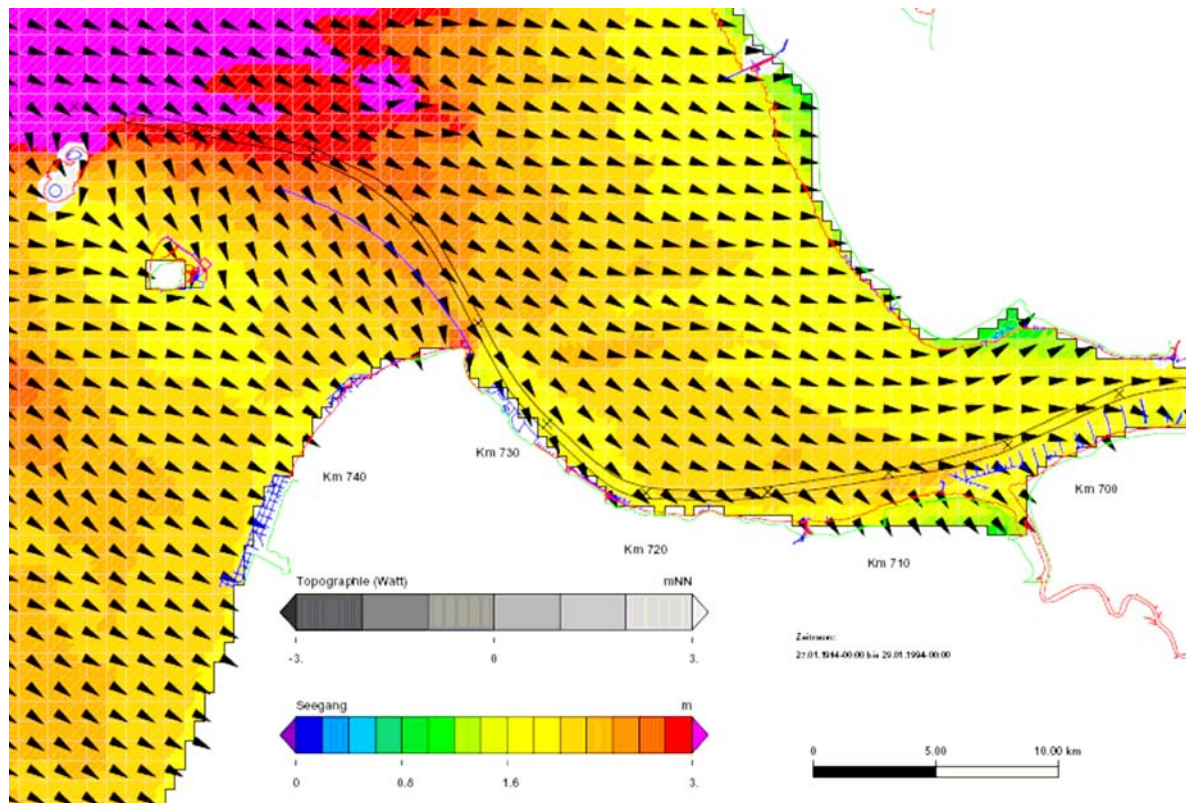 Km 730
Km 740
Km 700
Km 720
Km 710
Topographie (Watt) mNN
-3. 0 3.
Zeitraum:
27.01.1914-00:00 bis 29.01.1994-00:00
Seegang m
0 0.8 1.6 3.
0 5.00 10.00 km